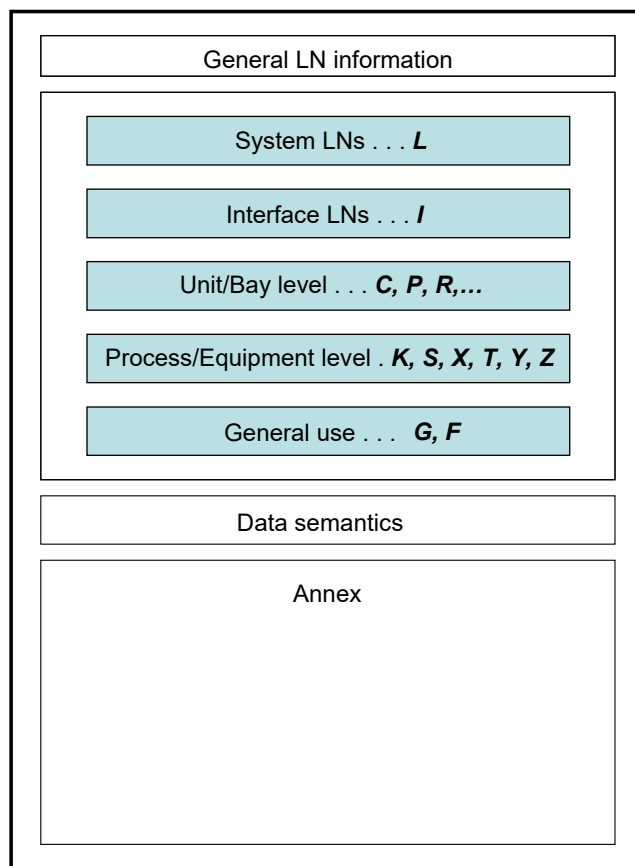 General LN information
System LNs . . . L
Interface LNs . . . I
Unit/Bay level . . . C, P, R,...
Process/Equipment level . K, S, X, T, Y, Z
General use . . . G, F
Data semantics
Annex